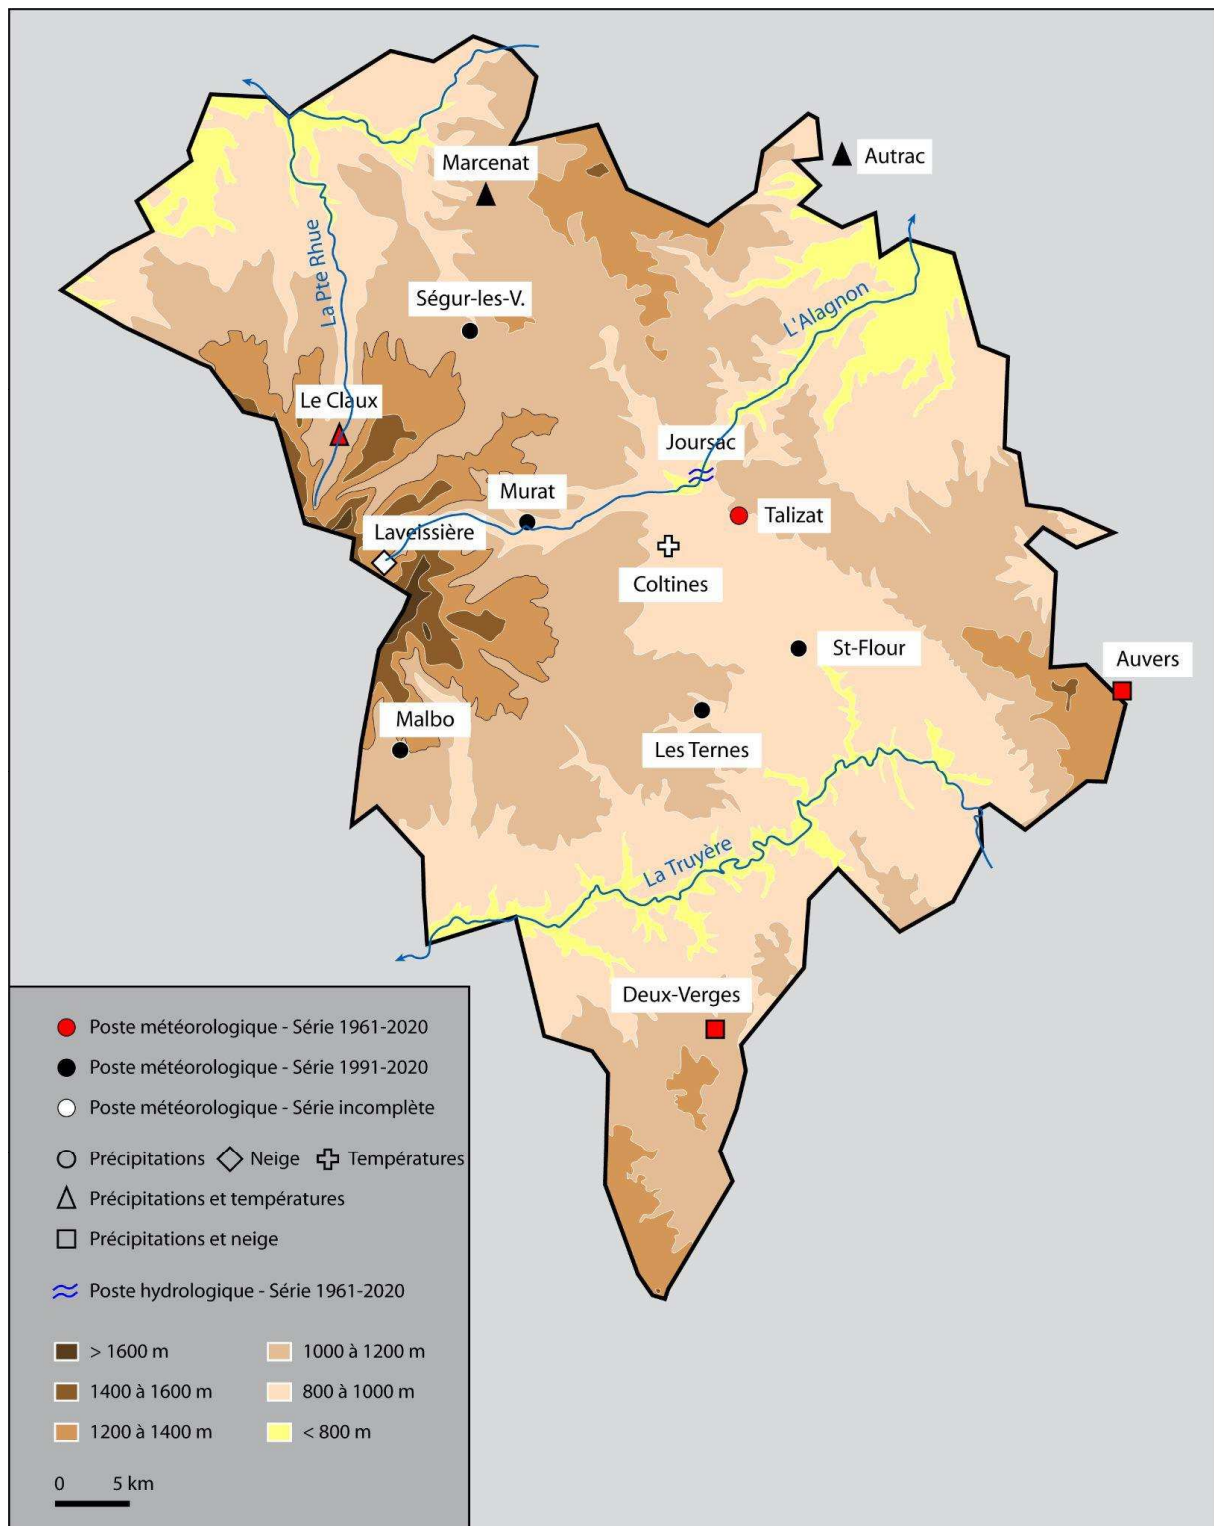 Autrac
Marcenat
La Pte Rhue
Ségur-les-V.
L'Alagnon
Le Claux
Joursac
Murat
Talizat
Laveissière
Coltines
St-Flour
Auvers
Malbo
Les Ternes
La Truyère
Deux-Verges
Poste météorologique - Série 1961-2020
Poste météorologique - Série 1991-2020
Poste météorologique - Série incomplète
Précipitations Neige Températures
Précipitations et températures
Précipitations et neige
Poste hydrologique - Série 1961-2020
> 1600 m 1000 à 1200 m
1400 à 1600 m 800 à 1000 m
1200 à 1400 m < 800 m
0 5 km